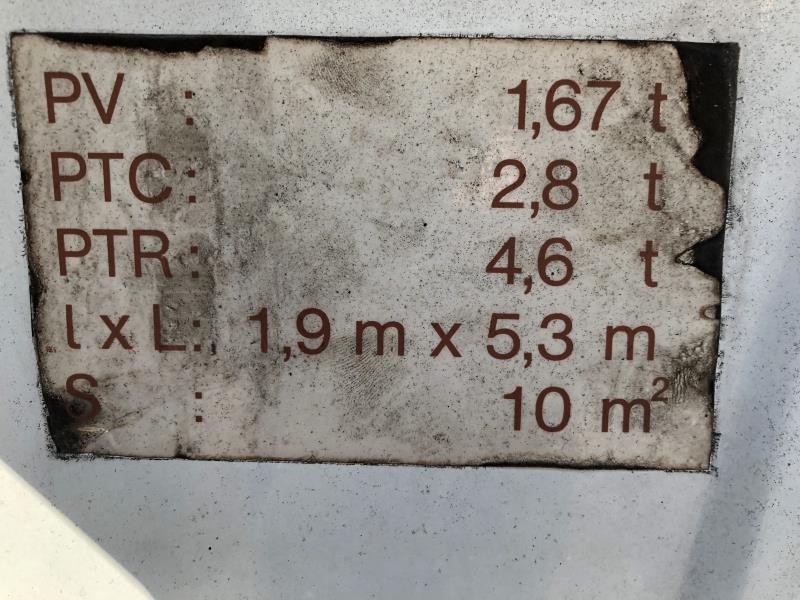 PV : 1,67 t
PTC : 2,8 t
PTR : 4,6 t
l x L : 1,9 m x 5,3 m
S : 10 m²